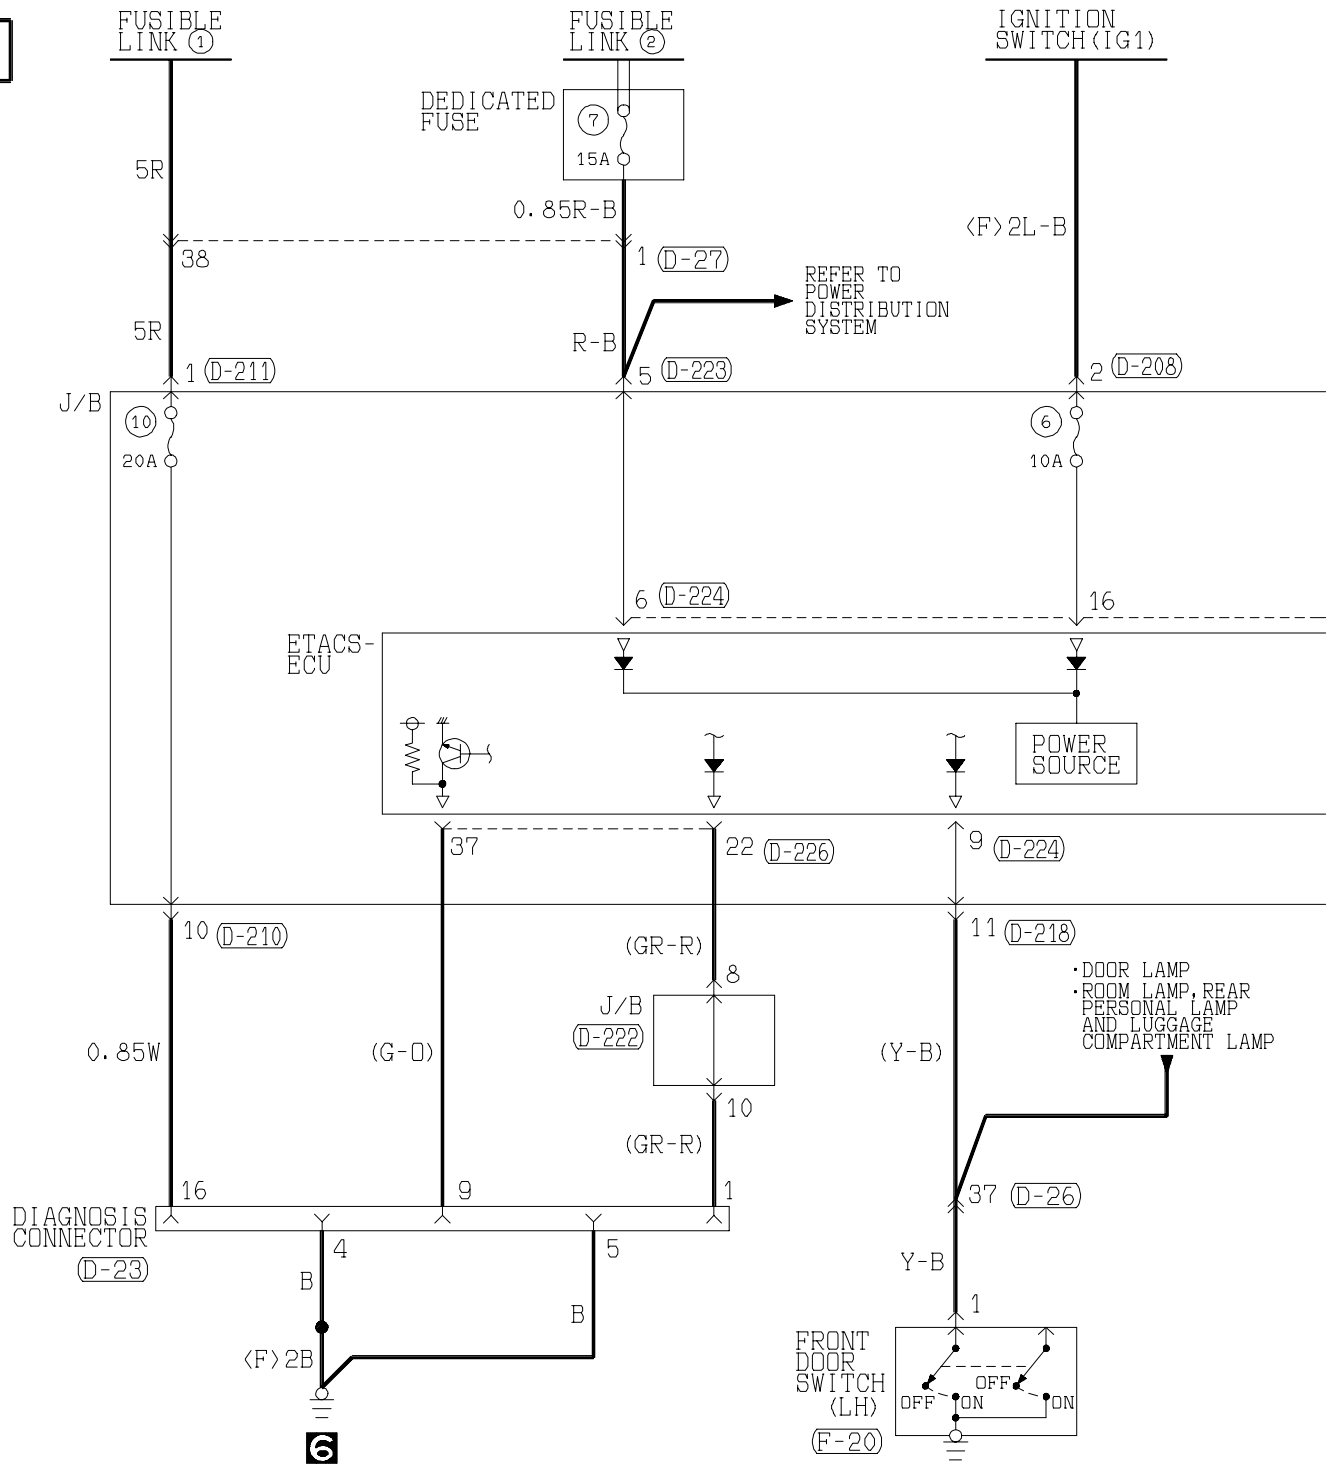 FUSIBLE
LINK ①
FUSIBLE
LINK ②
IGNITION
SWITCH(IG1)
DEDICATED
FUSE
⑦
15A
5R
0.85R-B
<F>2L-B
38
1 (D-27)
REFER TO
POWER
DISTRIBUTION
SYSTEM
5R
R-B
1 (D-211)
5 (D-223)
2 (D-208)
J/B
⑩
20A
⑥
10A
6 (D-224)
16
ETACS-
ECU
POWER
SOURCE
37
22 (D-226)
9 (D-224)
10 (D-210)
11 (D-218)
(GR-R)
8
·DOOR LAMP
·ROOM LAMP,REAR
PERSONAL LAMP
AND LUGGAGE
COMPARTMENT LAMP
J/B
(D-222)
0.85W
(G-O)
(Y-B)
10
(GR-R)
16
9
1
37 (D-26)
DIAGNOSIS
CONNECTOR
(D-23)
4
5
Y-B
B
B
1
<F>2B
FRONT
DOOR
SWITCH
(LH)
(F-20)
OFF
ON
OFF
ON
6